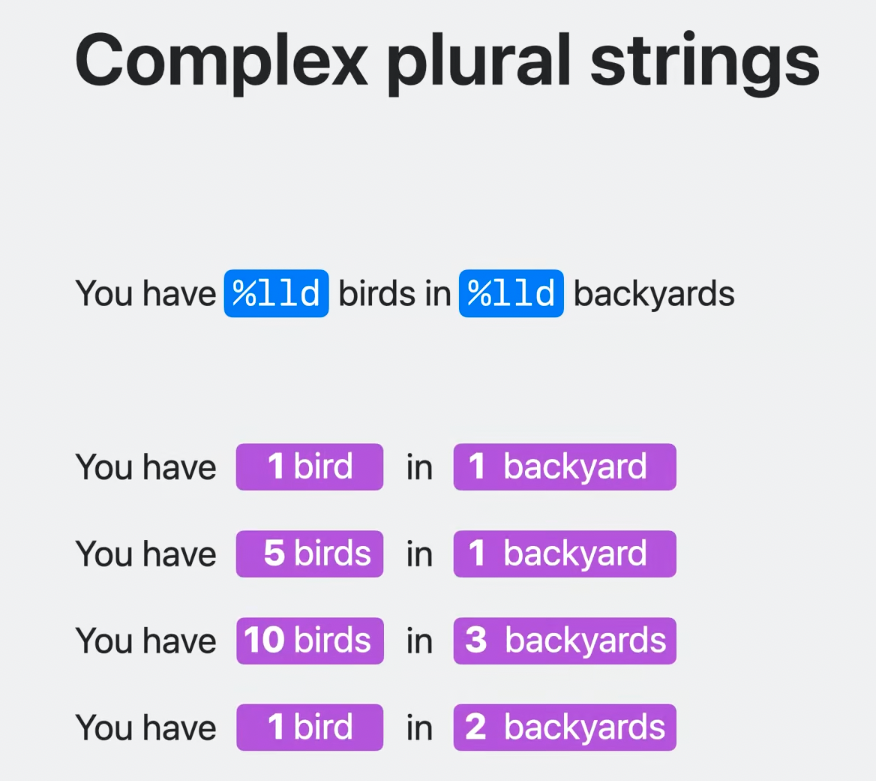 Complex plural strings
You have %lld birds in %lld backyards
You have 1 bird in 1 backyard
You have 5 birds in 1 backyard
You have 10 birds in 3 backyards
You have 1 bird in 2 backyards